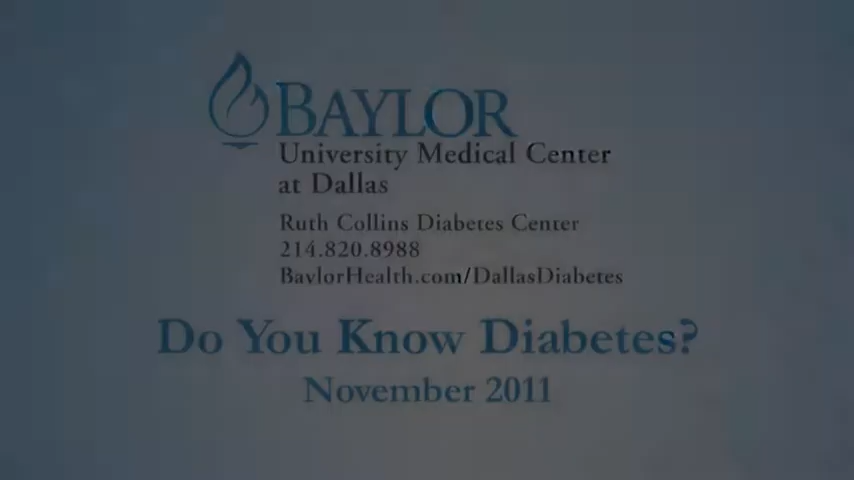 BAYLOR
University Medical Center
at Dallas
Ruth Collins Diabetes Center
214.820.8988
BaylorHealth.com/DallasDiabetes
Do You Know Diabetes?
November 2011